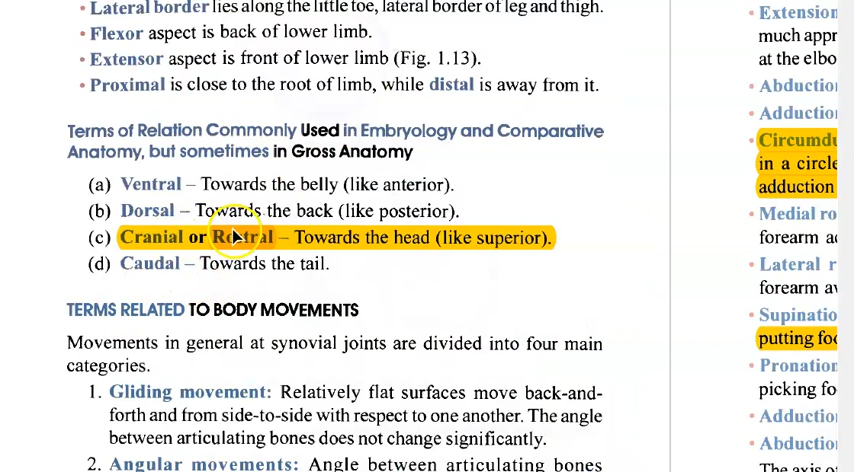 • Lateral border lies along the little toe, lateral border of leg and thigh.
• Flexor aspect is back of lower limb.
• Extensor aspect is front of lower limb (Fig. 1.13).
• Proximal is close to the root of limb, while distal is away from it.
Terms of Relation Commonly Used in Embryology and Comparative
Anatomy, but sometimes in Gross Anatomy
(a) Ventral – Towards the belly (like anterior).
(b) Dorsal – Towards the back (like posterior).
(c) Cranial or Rostral – Towards the head (like superior).
(d) Caudal – Towards the tail.
TERMS RELATED TO BODY MOVEMENTS
Movements in general at synovial joints are divided into four main
categories.
1. Gliding movement: Relatively flat surfaces move back-and-
forth and from side-to-side with respect to one another. The angle
between articulating bones does not change significantly.
2. Angular movements: Angle between articulating bones
• Extension
much appr
at the elbo
• Abductio
• Adduction
• Circumdu
in a circle
adduction
• Medial ro
forearm a
• Lateral r
forearm av
• Supinatio
putting foo
• Pronation
picking fo
• Adductio
• Abductio
The axis o